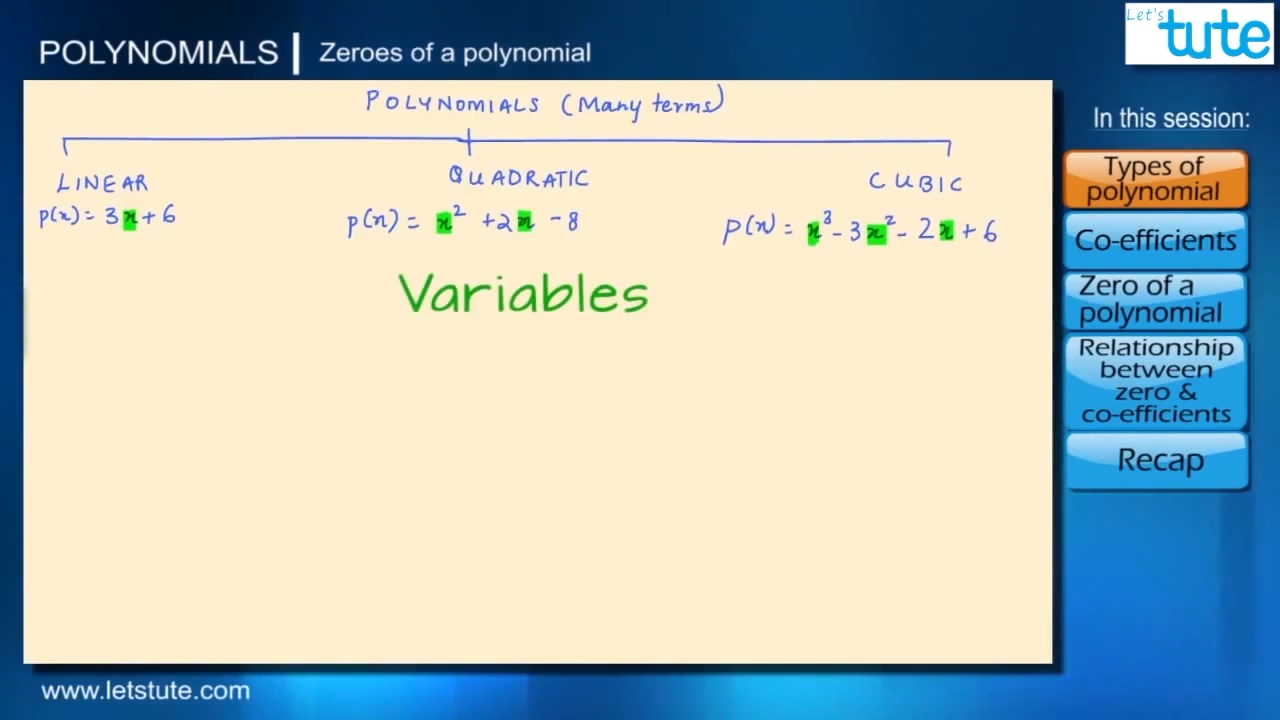 Let's
tute
POLYNOMIALS | Zeroes of a polynomial
POLYNOMIALS (Many terms)
LINEAR
p(x) = 3x + 6
QUADRATIC
p(x) = x² + 2x - 8
CUBIC
p(x) = x³ - 3x² - 2x + 6
Variables
In this session:
Types of
polynomial
Co-efficients
Zero of a
polynomial
Relationship
between
zero &
co-efficients
Recap
www.letstute.com